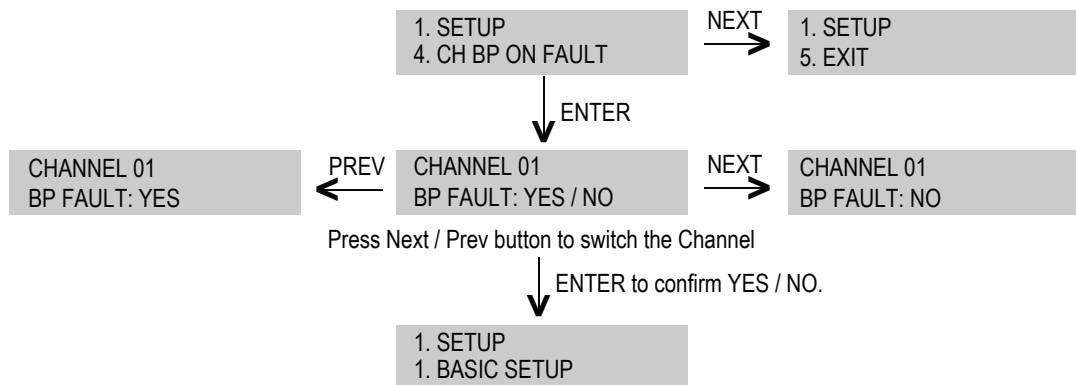 1. SETUP
4. CH BP ON FAULT
NEXT
1. SETUP
5. EXIT
ENTER
CHANNEL 01
BP FAULT: YES
PREV
CHANNEL 01
BP FAULT: YES / NO
NEXT
CHANNEL 01
BP FAULT: NO
Press Next / Prev button to switch the Channel
ENTER to confirm YES / NO.
1. SETUP
1. BASIC SETUP